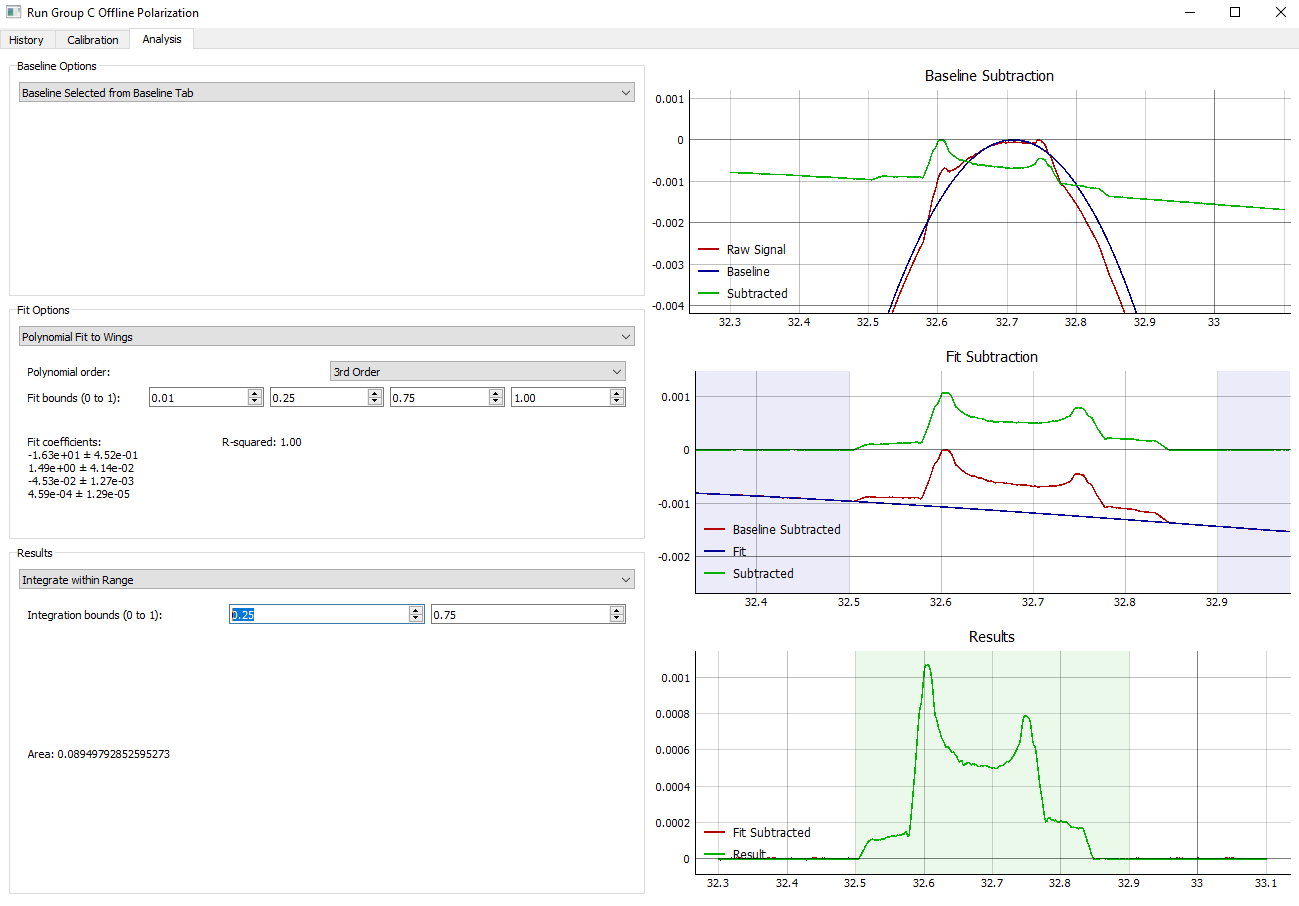 Run Group C Offline Polarization
History Calibration Analysis
Baseline Options
Baseline Selected from Baseline Tab
Fit Options
Polynomial Fit to Wings
Polynomial order: 3rd Order
Fit bounds (0 to 1): 0.01 0.25 0.75 1.00
Fit coefficients: R-squared: 1.00
-1.63e+01 ± 4.52e-01
1.49e+00 ± 4.14e-02
-4.53e-02 ± 1.27e-03
4.59e-04 ± 1.29e-05
Results
Integrate within Range
Integration bounds (0 to 1): 0.25 0.75
Area: 0.08949792852595273
Baseline Subtraction
0.001
0
-0.001
-0.002
-0.003
-0.004
Raw Signal
Baseline
Subtracted
32.3 32.4 32.5 32.6 32.7 32.8 32.9 33
Fit Subtraction
0.001
0
-0.001
-0.002
Baseline Subtracted
Fit
Subtracted
32.4 32.5 32.6 32.7 32.8 32.9
Results
0.001
0.0008
0.0006
0.0004
0.0002
0
Fit Subtracted
Result
32.3 32.4 32.5 32.6 32.7 32.8 32.9 33 33.1